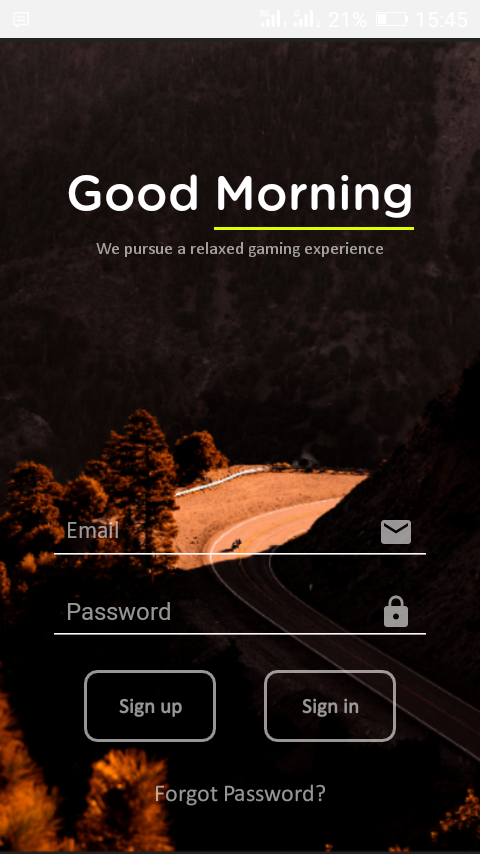 21% 15:45
Good Morning
We pursue a relaxed gaming experience
Email
Password
Sign up Sign in
Forgot Password?